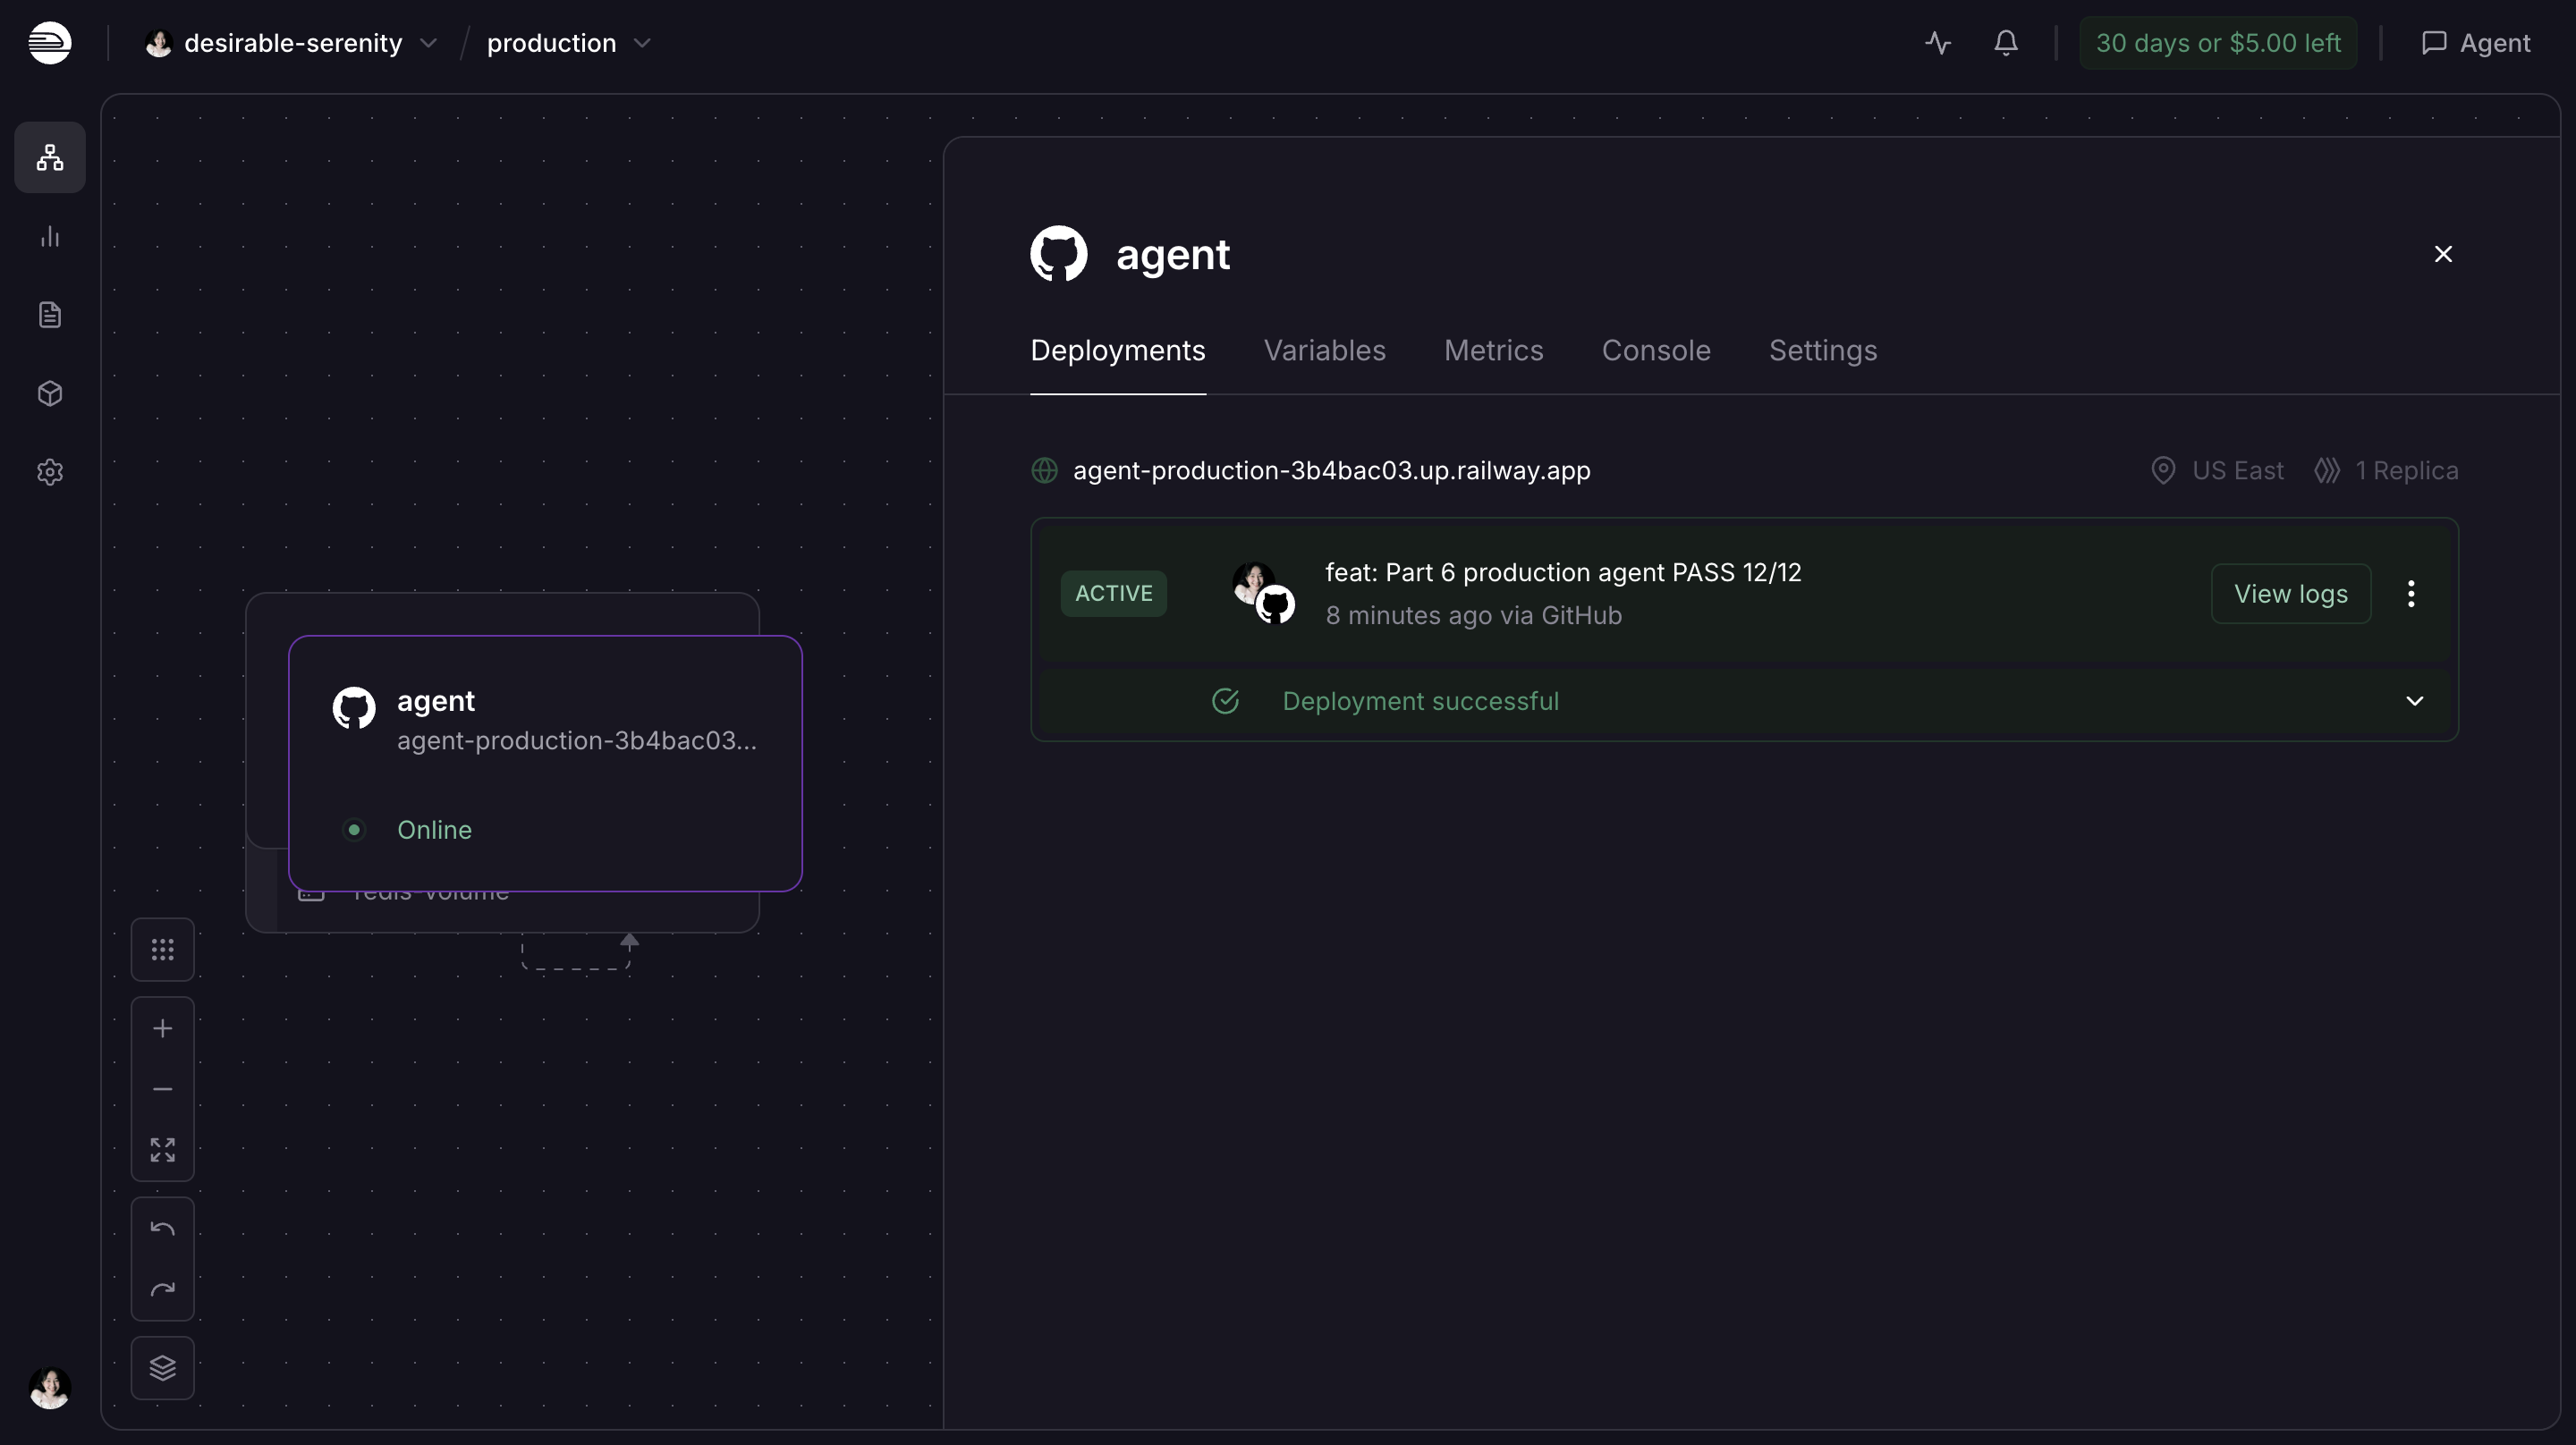 desirable-serenity / production
30 days or $5.00 left
Agent
agent
Deployments Variables Metrics Console Settings
agent-production-3b4bac03.up.railway.app
US East 1 Replica
ACTIVE
feat: Part 6 production agent PASS 12/12
8 minutes ago via GitHub
View logs
Deployment successful
agent
agent-production-3b4bac03...
Online
redis-volume